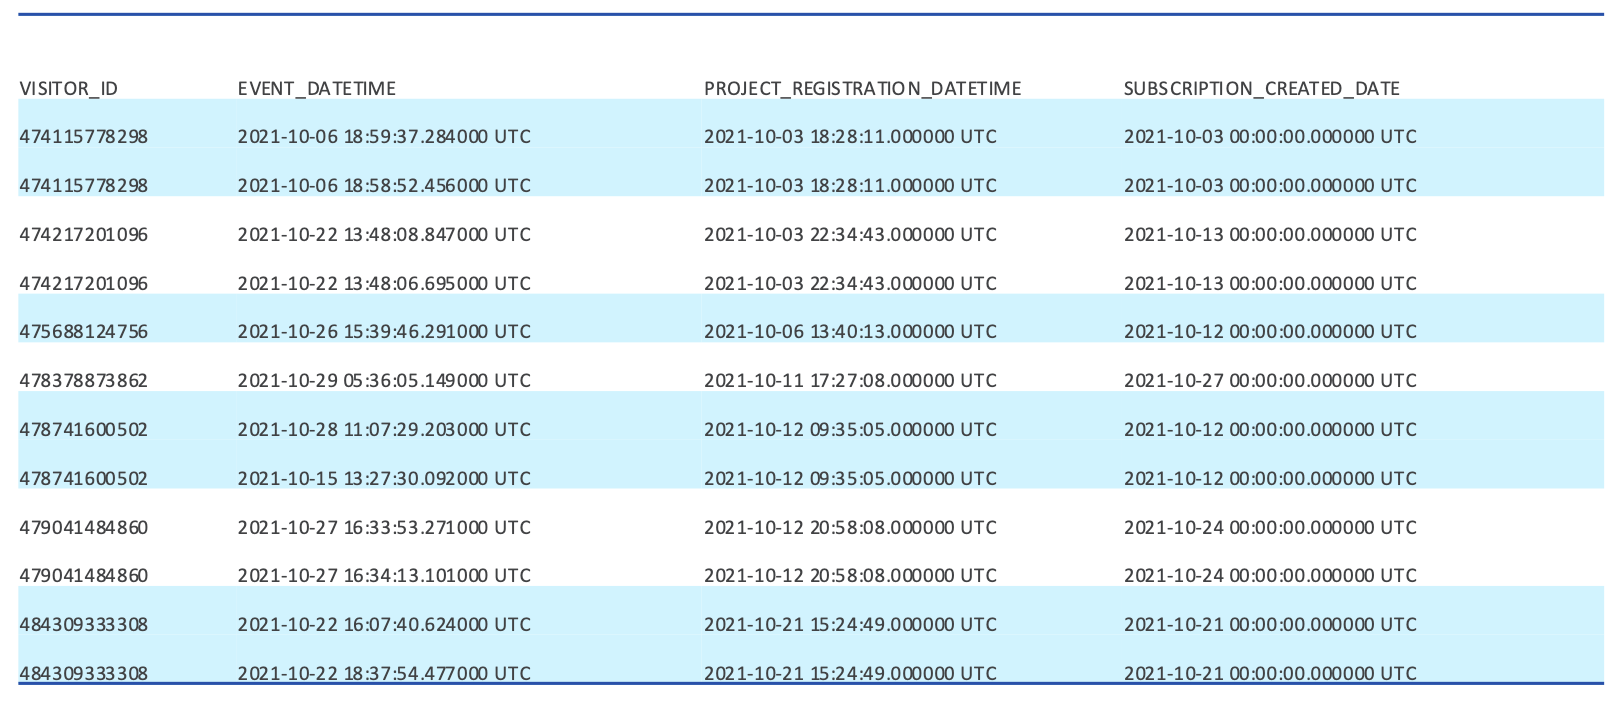 VISITOR_ID EVENT_DATETIME PROJECT_REGISTRATION_DATETIME SUBSCRIPTION_CREATED_DATE
474115778298 2021-10-06 18:59:37.284000 UTC 2021-10-03 18:28:11.000000 UTC 2021-10-03 00:00:00.000000 UTC
474115778298 2021-10-06 18:58:52.456000 UTC 2021-10-03 18:28:11.000000 UTC 2021-10-03 00:00:00.000000 UTC
474217201096 2021-10-22 13:48:08.847000 UTC 2021-10-03 22:34:43.000000 UTC 2021-10-13 00:00:00.000000 UTC
474217201096 2021-10-22 13:48:06.695000 UTC 2021-10-03 22:34:43.000000 UTC 2021-10-13 00:00:00.000000 UTC
475688124756 2021-10-26 15:39:46.291000 UTC 2021-10-06 13:40:13.000000 UTC 2021-10-12 00:00:00.000000 UTC
478378873862 2021-10-29 05:36:05.149000 UTC 2021-10-11 17:27:08.000000 UTC 2021-10-27 00:00:00.000000 UTC
478741600502 2021-10-28 11:07:29.203000 UTC 2021-10-12 09:35:05.000000 UTC 2021-10-12 00:00:00.000000 UTC
478741600502 2021-10-15 13:27:30.092000 UTC 2021-10-12 09:35:05.000000 UTC 2021-10-12 00:00:00.000000 UTC
479041484860 2021-10-27 16:33:53.271000 UTC 2021-10-12 20:58:08.000000 UTC 2021-10-24 00:00:00.000000 UTC
479041484860 2021-10-27 16:34:13.101000 UTC 2021-10-12 20:58:08.000000 UTC 2021-10-24 00:00:00.000000 UTC
484309333308 2021-10-22 16:07:40.624000 UTC 2021-10-21 15:24:49.000000 UTC 2021-10-21 00:00:00.000000 UTC
484309333308 2021-10-22 18:37:54.477000 UTC 2021-10-21 15:24:49.000000 UTC 2021-10-21 00:00:00.000000 UTC